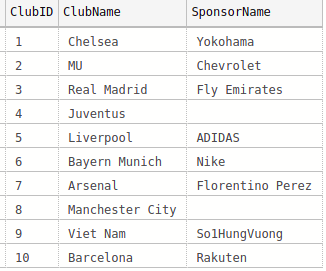 ClubID ClubName SponsorName
1 Chelsea Yokohama
2 MU Chevrolet
3 Real Madrid Fly Emirates
4 Juventus
5 Liverpool ADIDAS
6 Bayern Munich Nike
7 Arsenal Florentino Perez
8 Manchester City
9 Viet Nam So1HungVuong
10 Barcelona Rakuten